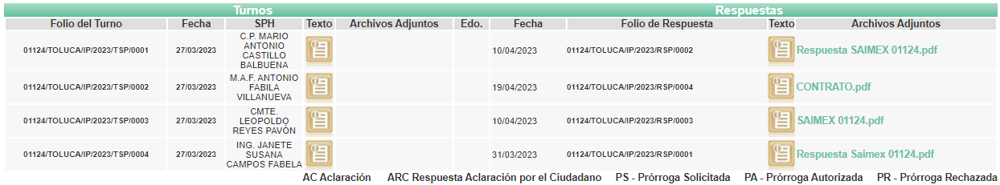 Turnos Respuestas
Folio del Turno Fecha SPH Texto Archivos Adjuntos Edo. Fecha Folio de Respuesta Texto Archivos Adjuntos
01124/TOLUCA/IP/2023/TSP/0001 27/03/2023 C.P. MARIO
ANTONIO
CASTILLO
BALBUENA
10/04/2023 01124/TOLUCA/IP/2023/RSP/0002 Respuesta SAIMEX 01124.pdf
01124/TOLUCA/IP/2023/TSP/0002 27/03/2023 M.A.F. ANTONIO
FABILA
VILLANUEVA
19/04/2023 01124/TOLUCA/IP/2023/RSP/0004 CONTRATO.pdf
01124/TOLUCA/IP/2023/TSP/0003 27/03/2023 CMTE.
LEOPOLDO
REYES PAVÓN
10/04/2023 01124/TOLUCA/IP/2023/RSP/0003 SAIMEX 01124.pdf
01124/TOLUCA/IP/2023/TSP/0004 27/03/2023 ING. JANETE
SUSANA
CAMPOS FABELA
31/03/2023 01124/TOLUCA/IP/2023/RSP/0001 Respuesta Saimex 01124.pdf
AC Aclaración ARC Respuesta Aclaración por el Ciudadano PS - Prórroga Solicitada PA - Prórroga Autorizada PR - Prórroga Rechazada